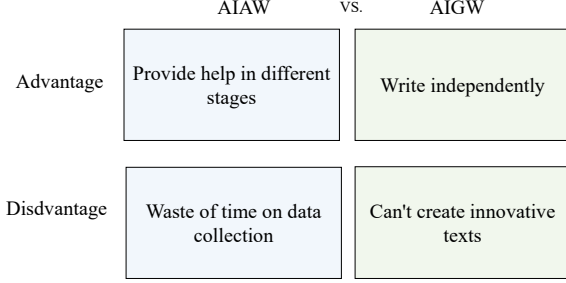 AIAW VS. AIGW
Advantage
Provide help in different
stages
Write independently
Disdvantage
Waste of time on data
collection
Can't create innovative
texts